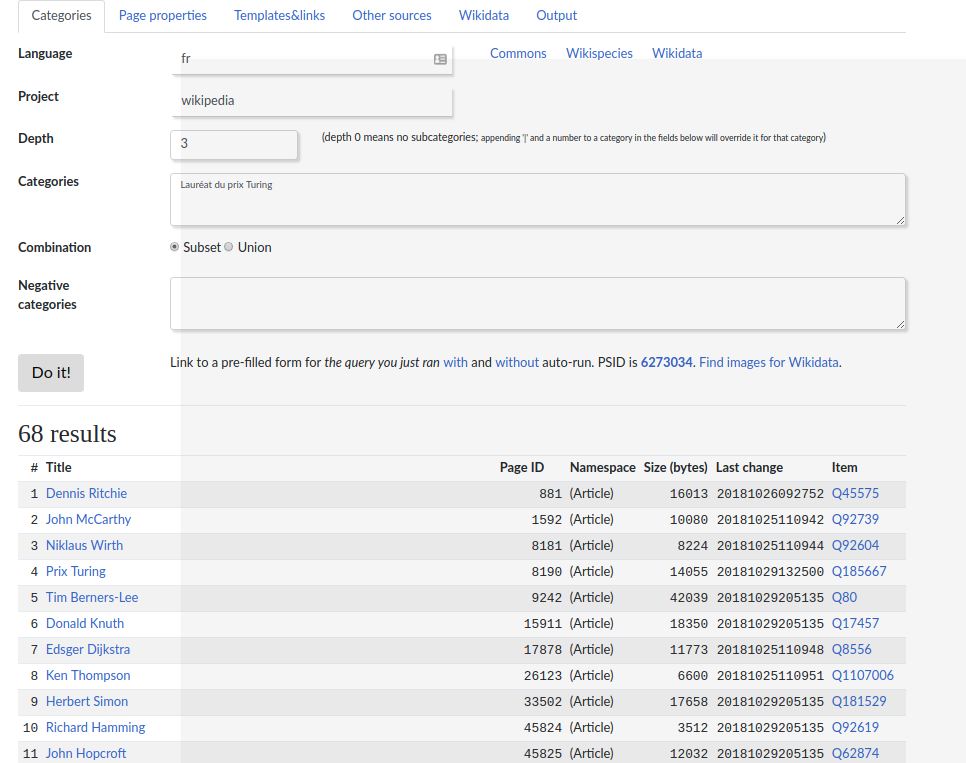 Categories Page properties Templates&links Other sources Wikidata Output
Language fr Commons Wikispecies Wikidata
Project wikipedia
Depth 3 (depth 0 means no subcategories; appending '|' and a number to a category in the fields below will override it for that category)
Categories Lauréat du prix Turing
Combination Subset Union
Negative
categories
Do it! Link to a pre-filled form for the query you just ran with and without auto-run. PSID is 6273034. Find images for Wikidata.
68 results
# Title Page ID Namespace Size (bytes) Last change Item
1 Dennis Ritchie 881 (Article) 16013 20181026092752 Q45575
2 John McCarthy 1592 (Article) 10080 20181025110942 Q92739
3 Niklaus Wirth 8181 (Article) 8224 20181025110944 Q92604
4 Prix Turing 8190 (Article) 14055 20181029132500 Q185667
5 Tim Berners-Lee 9242 (Article) 42039 20181029205135 Q80
6 Donald Knuth 15911 (Article) 18350 20181029205135 Q17457
7 Edsger Dijkstra 17878 (Article) 11773 20181025110948 Q8556
8 Ken Thompson 26123 (Article) 6600 20181025110951 Q1107006
9 Herbert Simon 33502 (Article) 17658 20181029205135 Q181529
10 Richard Hamming 45824 (Article) 3512 20181029205135 Q92619
11 John Hopcroft 45825 (Article) 12032 20181029205135 Q62874